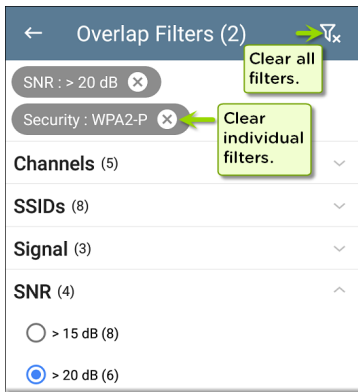 Overlap Filters (2)
Clear all
filters.
SNR : > 20 dB
Security : WPA2-P
Clear
individual
filters.
Channels (5)
SSIDs (8)
Signal (3)
SNR (4)
> 15 dB (8)
> 20 dB (6)